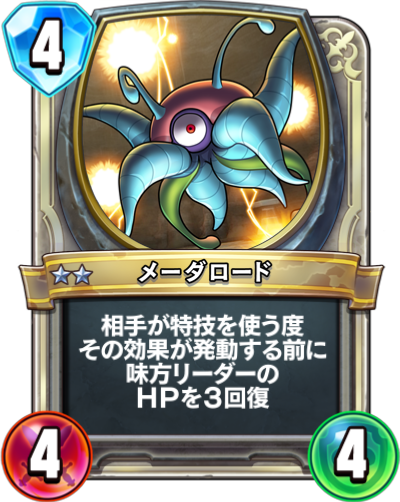 4
メーダロード
相手が特技を使う度
その効果が発動する前に
味方リーダーの
ＨＰを３回復
4
4